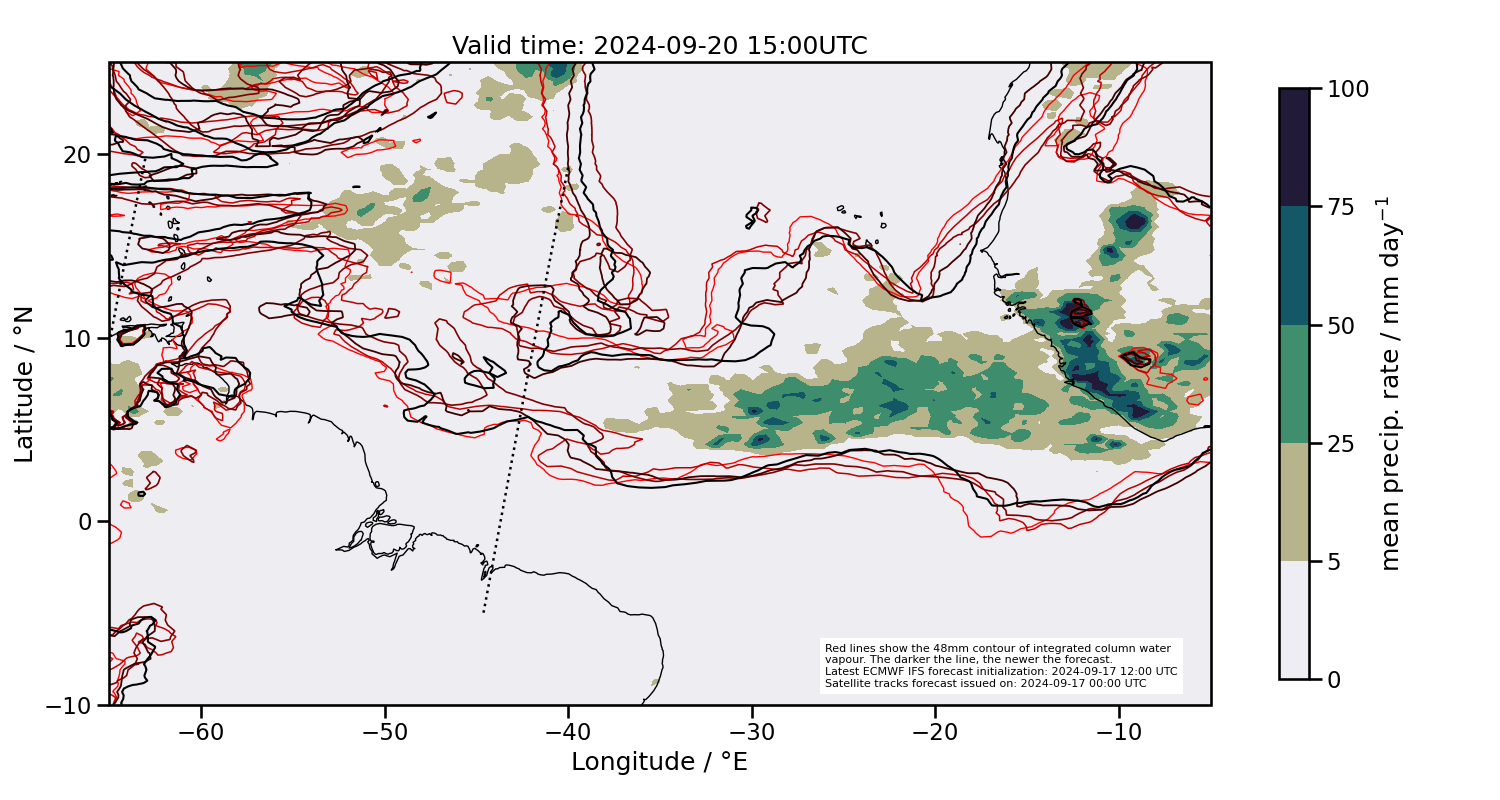 Valid time: 2024-09-20 15:00UTC
20
10
0
−10
Latitude / °N
−60
−50
−40
−30
−20
−10
Longitude / °E
Red lines show the 48mm contour of integrated column water
vapour. The darker the line, the newer the forecast.
Latest ECMWF IFS forecast initialization: 2024-09-17 12:00 UTC
Satellite tracks forecast issued on: 2024-09-17 00:00 UTC
100
75
50
25
5
0
mean precip. rate / mm day⁻¹